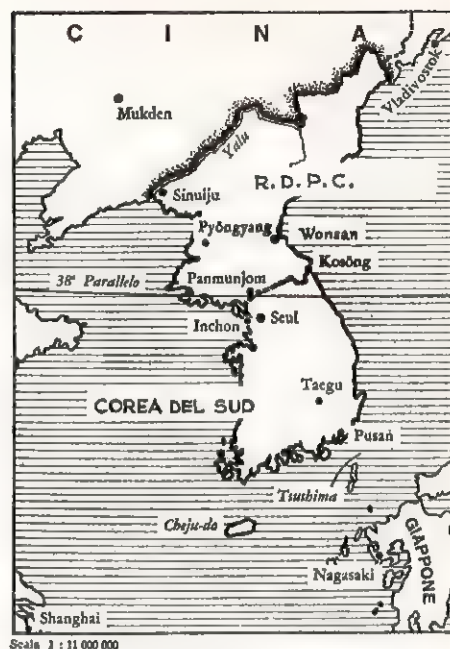 C I N A
Vladivostok
Mukden
Yalu
R. D. P. C.
Sinuiju
Pyŏngyang
Wonsan
Kosŏng
38º Parallelo
Panmunjom
Inchon
Seul
Taegu
COREA DEL SUD
Pusan
Tsushima
Cheju-do
GIAPPONE
Nagasaki
Shanghai
Scala 1 : 11 000 000